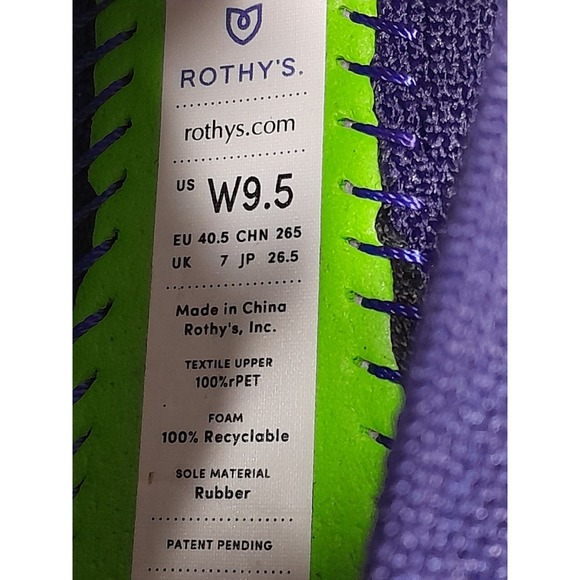 ROTHY'S.
rothys.com
US W9.5
EU 40.5 CHN 265
UK 7 JP 26.5
Made in China
Rothy's, Inc.
TEXTILE UPPER
100%rPET
FOAM
100% Recyclable
SOLE MATERIAL
Rubber
PATENT PENDING